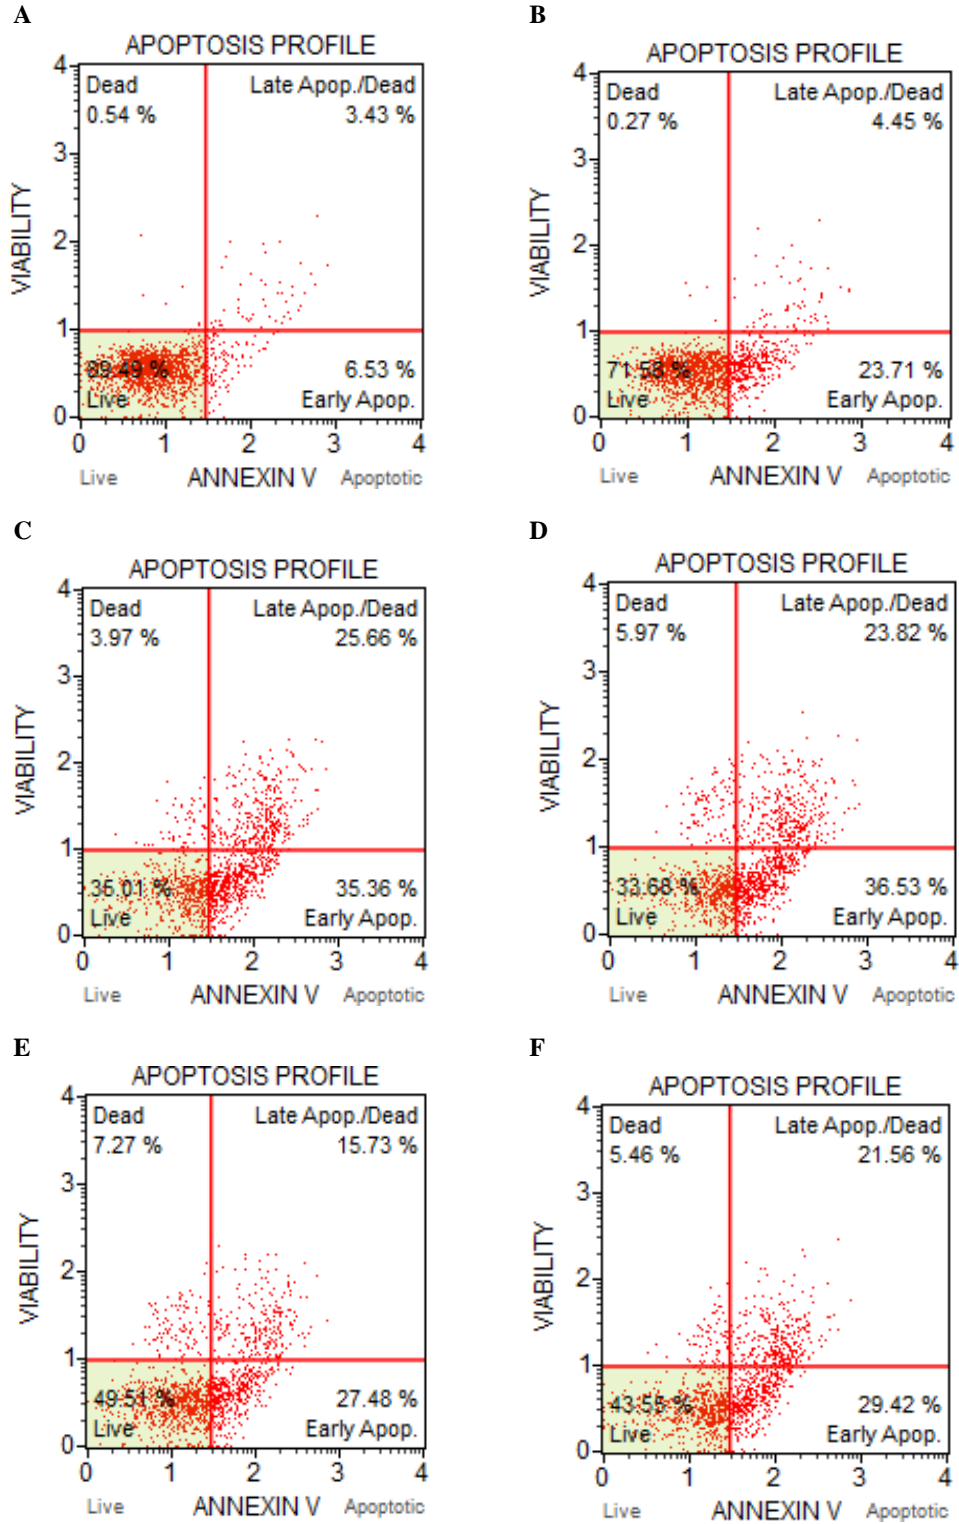 A
APOPTOSIS PROFILE
4
Dead Late Apop./Dead
0.54 % 3.43 %
3
VIABILITY
2
1
89.49 % 6.53 %
Live Early Apop.
0
0 1 2 3 4
Live ANNEXIN V Apoptotic
B
APOPTOSIS PROFILE
4
Dead Late Apop./Dead
0.27 % 4.45 %
3
VIABILITY
2
1
71.58 % 23.71 %
Live Early Apop.
0
0 1 2 3 4
Live ANNEXIN V Apoptotic
C
APOPTOSIS PROFILE
4
Dead Late Apop./Dead
3.97 % 25.66 %
3
VIABILITY
2
1
35.01 % 35.36 %
Live Early Apop.
0
0 1 2 3 4
Live ANNEXIN V Apoptotic
D
APOPTOSIS PROFILE
4
Dead Late Apop./Dead
5.97 % 23.82 %
3
VIABILITY
2
1
33.68 % 36.53 %
Live Early Apop.
0
0 1 2 3 4
Live ANNEXIN V Apoptotic
E
APOPTOSIS PROFILE
4
Dead Late Apop./Dead
7.27 % 15.73 %
3
VIABILITY
2
1
49.51 % 27.48 %
Live Early Apop.
0
0 1 2 3 4
Live ANNEXIN V Apoptotic
F
APOPTOSIS PROFILE
4
Dead Late Apop./Dead
5.46 % 21.56 %
3
VIABILITY
2
1
43.55 % 29.42 %
Live Early Apop.
0
0 1 2 3 4
Live ANNEXIN V Apoptotic